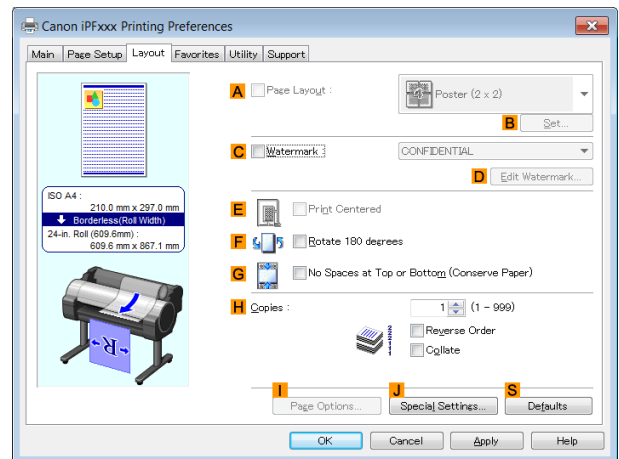 Canon iPFxxx Printing Preferences
Main Page Setup Layout Favorites Utility Support
A Page Layout :
Poster (2 x 2)
B Set...
C Watermark :
CONFIDENTIAL
D Edit Watermark...
ISO A4 :
210.0 mm x 297.0 mm
Borderless(Roll Width)
24-in. Roll (609.6mm) :
609.6 mm x 867.1 mm
E Print Centered
F Rotate 180 degrees
G No Spaces at Top or Bottom (Conserve Paper)
H Copies :
1 (1 - 999)
Reverse Order
Collate
R
I Page Options...
J Special Settings...
S Defaults
OK Cancel Apply Help